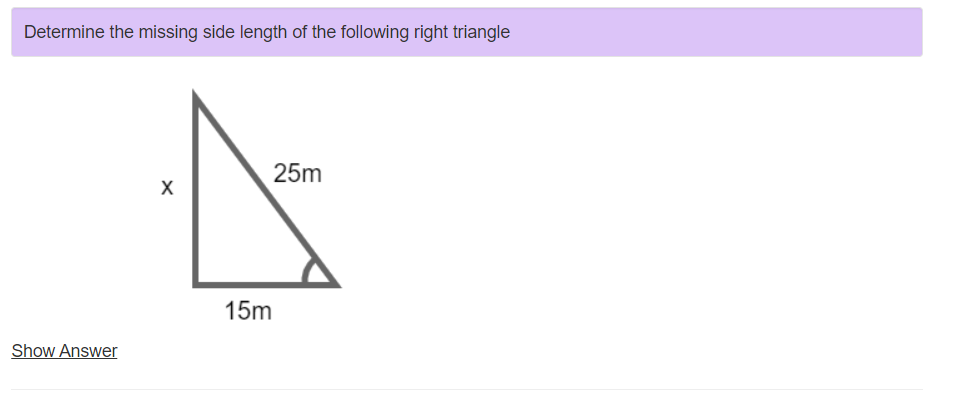 Determine the missing side length of the following right triangle
25m
x
15m
Show Answer